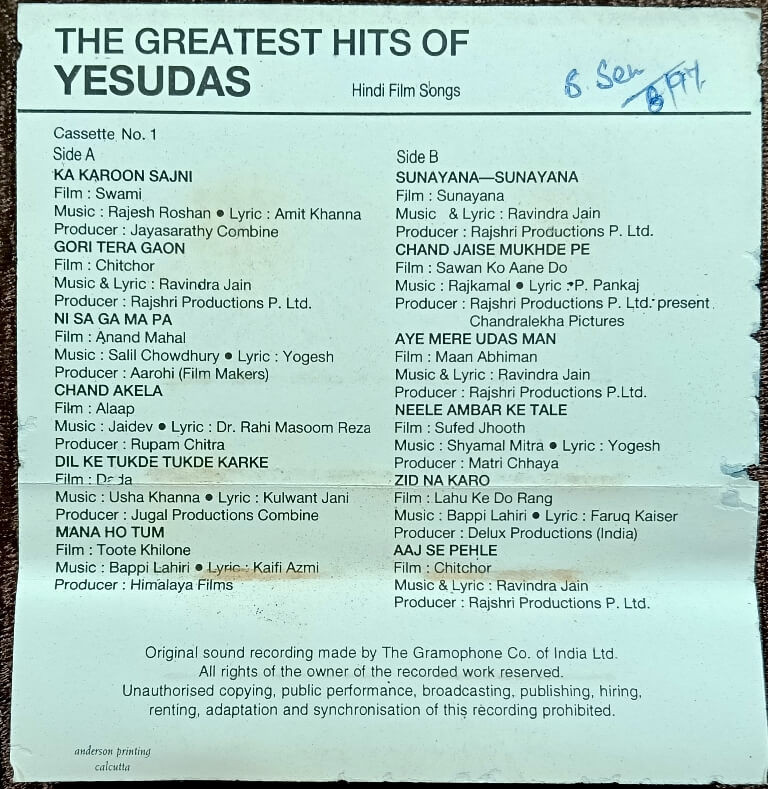 THE GREATEST HITS OF
YESUDAS
Hindi Film Songs
B. Sen
Cassette No. 1
Side A
KA KAROON SAJNI
Film : Swami
Music : Rajesh Roshan ● Lyric : Amit Khanna
Producer : Jayasarathy Combine
GORI TERA GAON
Film : Chitchor
Music & Lyric : Ravindra Jain
Producer : Rajshri Productions P. Ltd.
NI SA GA MA PA
Film : Anand Mahal
Music : Salil Chowdhury ● Lyric : Yogesh
Producer : Aarohi (Film Makers)
CHAND AKELA
Film : Alaap
Music : Jaidev ● Lyric : Dr. Rahi Masoom Reza
Producer : Rupam Chitra
DIL KE TUKDE TUKDE KARKE
Film : Dada
Music : Usha Khanna ● Lyric : Kulwant Jani
Producer : Jugal Productions Combine
MANA HO TUM
Film : Toote Khilone
Music : Bappi Lahiri ● Lyric : Kaifi Azmi
Producer : Himalaya Films
Side B
SUNAYANA—SUNAYANA
Film : Sunayana
Music & Lyric : Ravindra Jain
Producer : Rajshri Productions P. Ltd.
CHAND JAISE MUKHDE PE
Film : Sawan Ko Aane Do
Music : Rajkamal ● Lyric : P. Pankaj
Producer : Rajshri Productions P. Ltd. present
Chandralekha Pictures
AYE MERE UDAS MAN
Film : Maan Abhiman
Music & Lyric : Ravindra Jain
Producer : Rajshri Productions P.Ltd.
NEELE AMBAR KE TALE
Film : Sufed Jhooth
Music : Shyamal Mitra ● Lyric : Yogesh
Producer : Matri Chhaya
ZID NA KARO
Film : Lahu Ke Do Rang
Music : Bappi Lahiri ● Lyric : Faruq Kaiser
Producer : Delux Productions (India)
AAJ SE PEHLE
Film : Chitchor
Music & Lyric : Ravindra Jain
Producer : Rajshri Productions P. Ltd.
Original sound recording made by The Gramophone Co. of India Ltd.
All rights of the owner of the recorded work reserved.
Unauthorised copying, public performance, broadcasting, publishing, hiring,
renting, adaptation and synchronisation of this recording prohibited.
anderson printing
calcutta